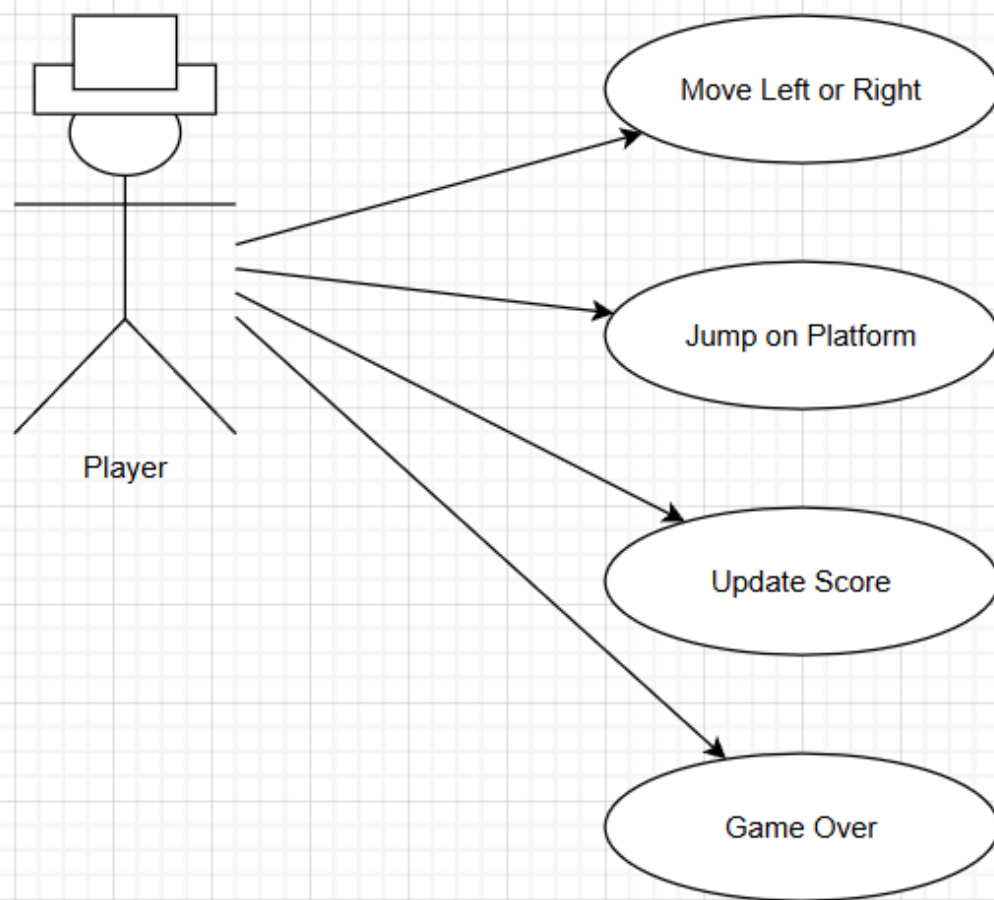 Move Left or Right
Jump on Platform
Player
Update Score
Game Over